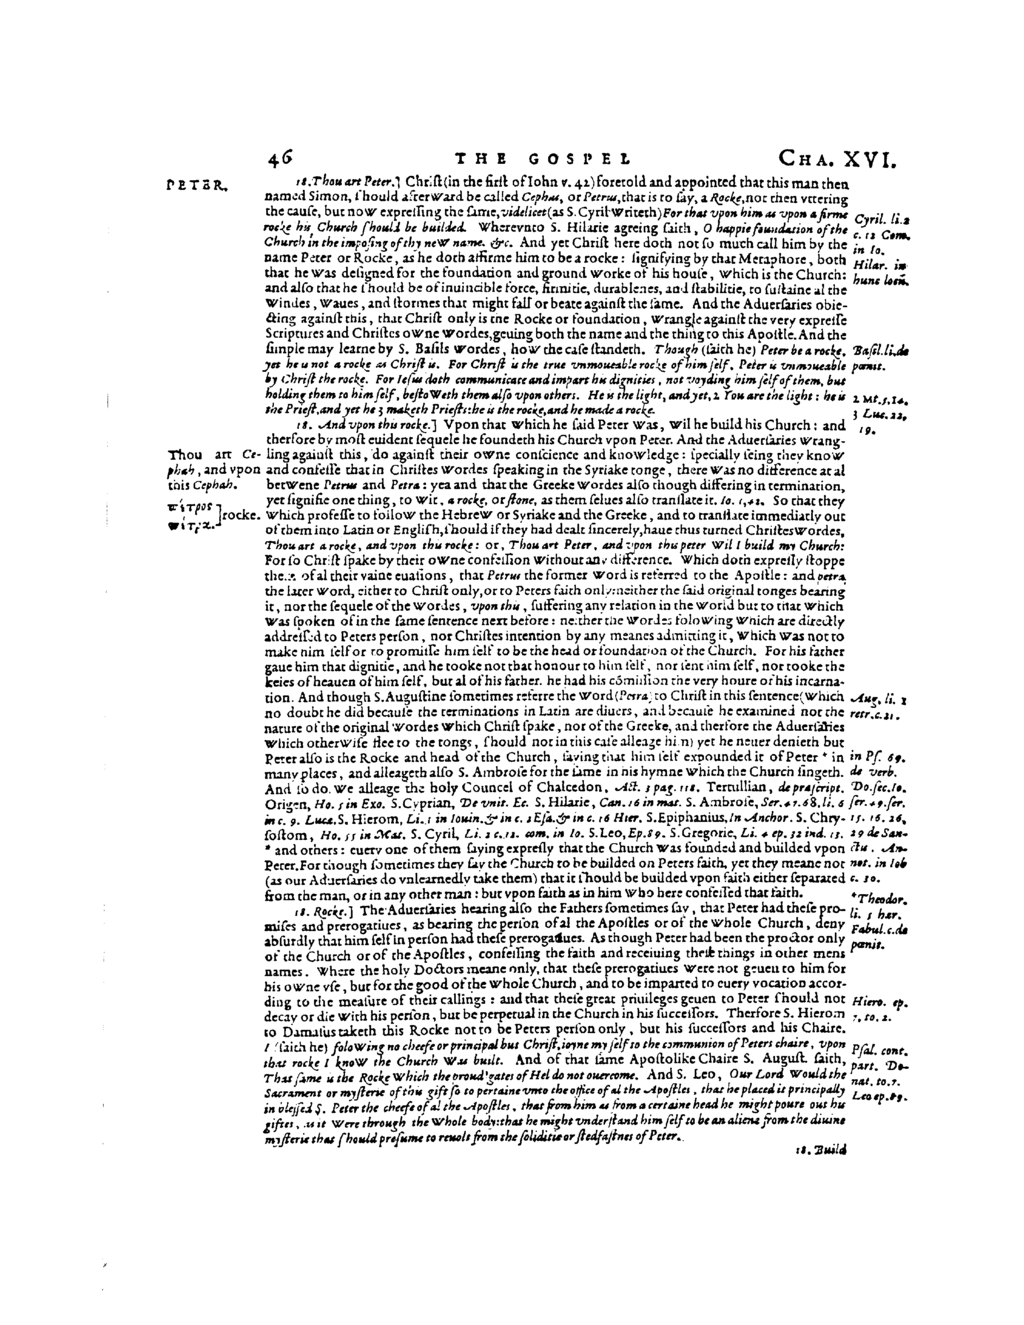 46 THE GOSPEL CHA. XVI.
PETER.
18. Thou art Peter.] Christ (in the first of Iohn v. 42) foretold and appointed that this man then
named Simon, should afterward be called Cephas, or Petrus, that is to say, a Rocke, not then vttering
the cause, but now expressing the same, videlicet (as S. Cyril writeth) For that vpon him as vpon a firme
rocke his Church should be builded. Wherevnto S. Hilarie agreing saith, O happie foundation of the
Church in the imposing of thy new name. &c. And yet Christ here doth not so much call him by the
name Peter or Rocke, as he doth affirme him to be a rocke: signifying by that Metaphore, both
that he was designed for the foundation and ground worke of his house, which is the Church:
and also that he should be of inuincible force, firmitie, durablenes, and stabilitie, to sustaine al the
windes, waues, and stormes that might fall or beate against the same. And the Aduersaries obie-
cting against this, that Christ only is the Rocke or foundation, wrangle against the very expresse
Scriptures and Christes owne wordes, geuing both the name and the thing to this Apostle. And the
simple may learne by S. Basils wordes, how the case standeth. Though (saith he) Peter be a rocke,
yet he is not a rocke as Christ is. For Christ is the true vnmoueable rocke of him self, Peter is vnmoueable
by Christ the rocke. For Iesus doth communicate and impart his dignities, not voyding him self of them, but
holding them to him self, bestoweth them also vpon others. He is the light, and yet, 2 You are the light: he is
the Priest, and yet he 3 maketh Priests: he is the rocke, and he made a rocke.
Cyril. li. 2
c. 12 Com.
in Io.
Hilar. in
hunc locū.
Basil. li. de
pœnit.
2 Mt. 5, 14.
3 Luc. 22,
19.
18. And vpon this rocke.] Vpon that which he said Peter was, wil he build his Church: and
therfore by most euident sequele he foundeth his Church vpon Peter. And the Aduersaries wrang-
ling against this, do against their owne conscience and knowledge: specially seing they know
and confesse that in Christes wordes speaking in the Syriake tonge, there was no difference at al
betwene Petrus and Petra: yea and that the Greeke wordes also though differing in termination,
yet signifie one thing, to wit, a rocke, or stone, as them selues also translate it. Io. 1, 42. So that they
which professe to follow the Hebrew or Syriake and the Greeke, and to translate immediatly out
of them into Latin or English, should if they had dealt sincerely, haue thus turned Christes wordes,
Thou art a rocke, and vpon this rocke: or, Thou art Peter, and vpon this peter wil I build my Church:
For so Christ spake by their owne confession without any difference. Which doth expresly stoppe
them of al their vaine euasions, that Petrus the former word is referred to the Apostle: and petra
the later word, either to Christ only, or to Peters faith only: neither the said original tonges bearing
it, nor the sequele of the wordes, vpon this, suffering any relation in the world but to that which
was spoken of in the same sentence next before: neither the wordes folowing which are directly
addressed to Peters person, nor Christes intention by any meanes admitting it, which was not to
make him self or to promisse him self to be the head or foundation of the Church. For his father
gaue him that dignitie, and he tooke not that honour to him self, nor sent him self, nor tooke the
keies of heauen of him self, but al of his father. he had his cōmission the very houre of his incarna-
tion. And though S. Augustine sometimes referre the word (Petra) to Christ in this sentence (which
no doubt he did because the terminations in Latin are diuers, and because he examined not the
nature of the original wordes which Christ spake, nor of the Greeke, and therfore the Aduersaries
which otherwise flee to the tongs, should not in this case alleage him) yet he neuer denieth but
Peter also is the Rocke and head of the Church, saying that him self expounded it of Peter * in
many places, and alleageth also S. Ambrose for the same in his hymne which the Church singeth.
And so do we alleage the holy Councel of Chalcedon, Act. 3 pag. 118. Tertullian, de præscript.
Origen, Ho. 5 in Exo. S. Cyprian, De vnit. Ec. S. Hilarie, Can. 16 in mat. S. Ambrose, Ser. 47. 68, li. 6
in c. 9. Luca. S. Hierom, Li. 1 in Iouin. & in c. 2 Esa. & in c. 16 Hier. S. Epiphanius, In Anchor. S. Chry-
sostom, Ho. 55 in Mat. S. Cyril, Li. 2 c. 12. com. in Io. S. Leo, Ep. 89. S. Gregorie, Li. 4 ep. 32 ind. 13.
* and others: euery one of them saying expresly that the Church was founded and builded vpon
Peter. For though sometimes they say the Church to be builded on Peters faith, yet they meane not
(as our Aduersaries do vnlearnedly take them) that it should be builded vpon faith either separated
from the man, or in any other man: but vpon faith as in him who here confessed that faith.
Thou art Ce-
phas, and vpon
this Cephas.
πέτρος
πέτρα. ] rocke.
Aug. li. 1
retr. c. 21.
in Ps. 69.
de verb.
Do. sec. Io.
ser. 49. ser.
15. 16. 26,
29 de San-
ctis. An-
not. in Iob
c. 30.
*Theodor.
li. 5 hær.
Fabul. c. de
pœnit.
18. Rocke.] The Aduersaries hearing also the Fathers sometimes say, that Peter had these pro-
misses and prerogatiues, as bearing the person of al the Apostles or of the whole Church, deny
absurdly that him self in person had these prerogatiues. As though Peter had been the proctor only
of the Church or of the Apostles, confessing the faith and receiuing these things in other mens
names. Where the holy Doctors meane only, that these prerogatiues were not geuen to him for
his owne vse, but for the good of the whole Church, and to be imparted to euery vocation accor-
ding to the measure of their callings: and that these great priuileges geuen to Peter should not
decay or die with his person, but be perpetual in the Church in his successors. Therfore S. Hierom
to Damasus taketh this Rocke not to be Peters person only, but his successors and his Chaire.
I (saith he) folowing no cheefe or principal but Christ, ioyne my self to the communion of Peters chaire, vpon
that rocke I know the Church was built. And of that same Apostolike Chaire S. August. saith,
That same is the Rocke which the proud gates of Hel do not ouercome. And S. Leo, Our Lord would the
Sacrament or mysterie of this gift so to pertaine vnto the office of al the Apostles, that he placed it principally
in blessed S. Peter the cheefe of al the Apostles, that from him as from a certaine head he might poure out his
giftes, as it were through the whole body: that he might vnderstand him self to be an aliene from the diuine
mysterie that should presume to reuolt from the soliditie or stedfastnes of Peter.
Hiero. ep.
7, to. 2.
Psal. cont.
part. Do-
nat. to. 7.
Leo ep. 89.
18. Build